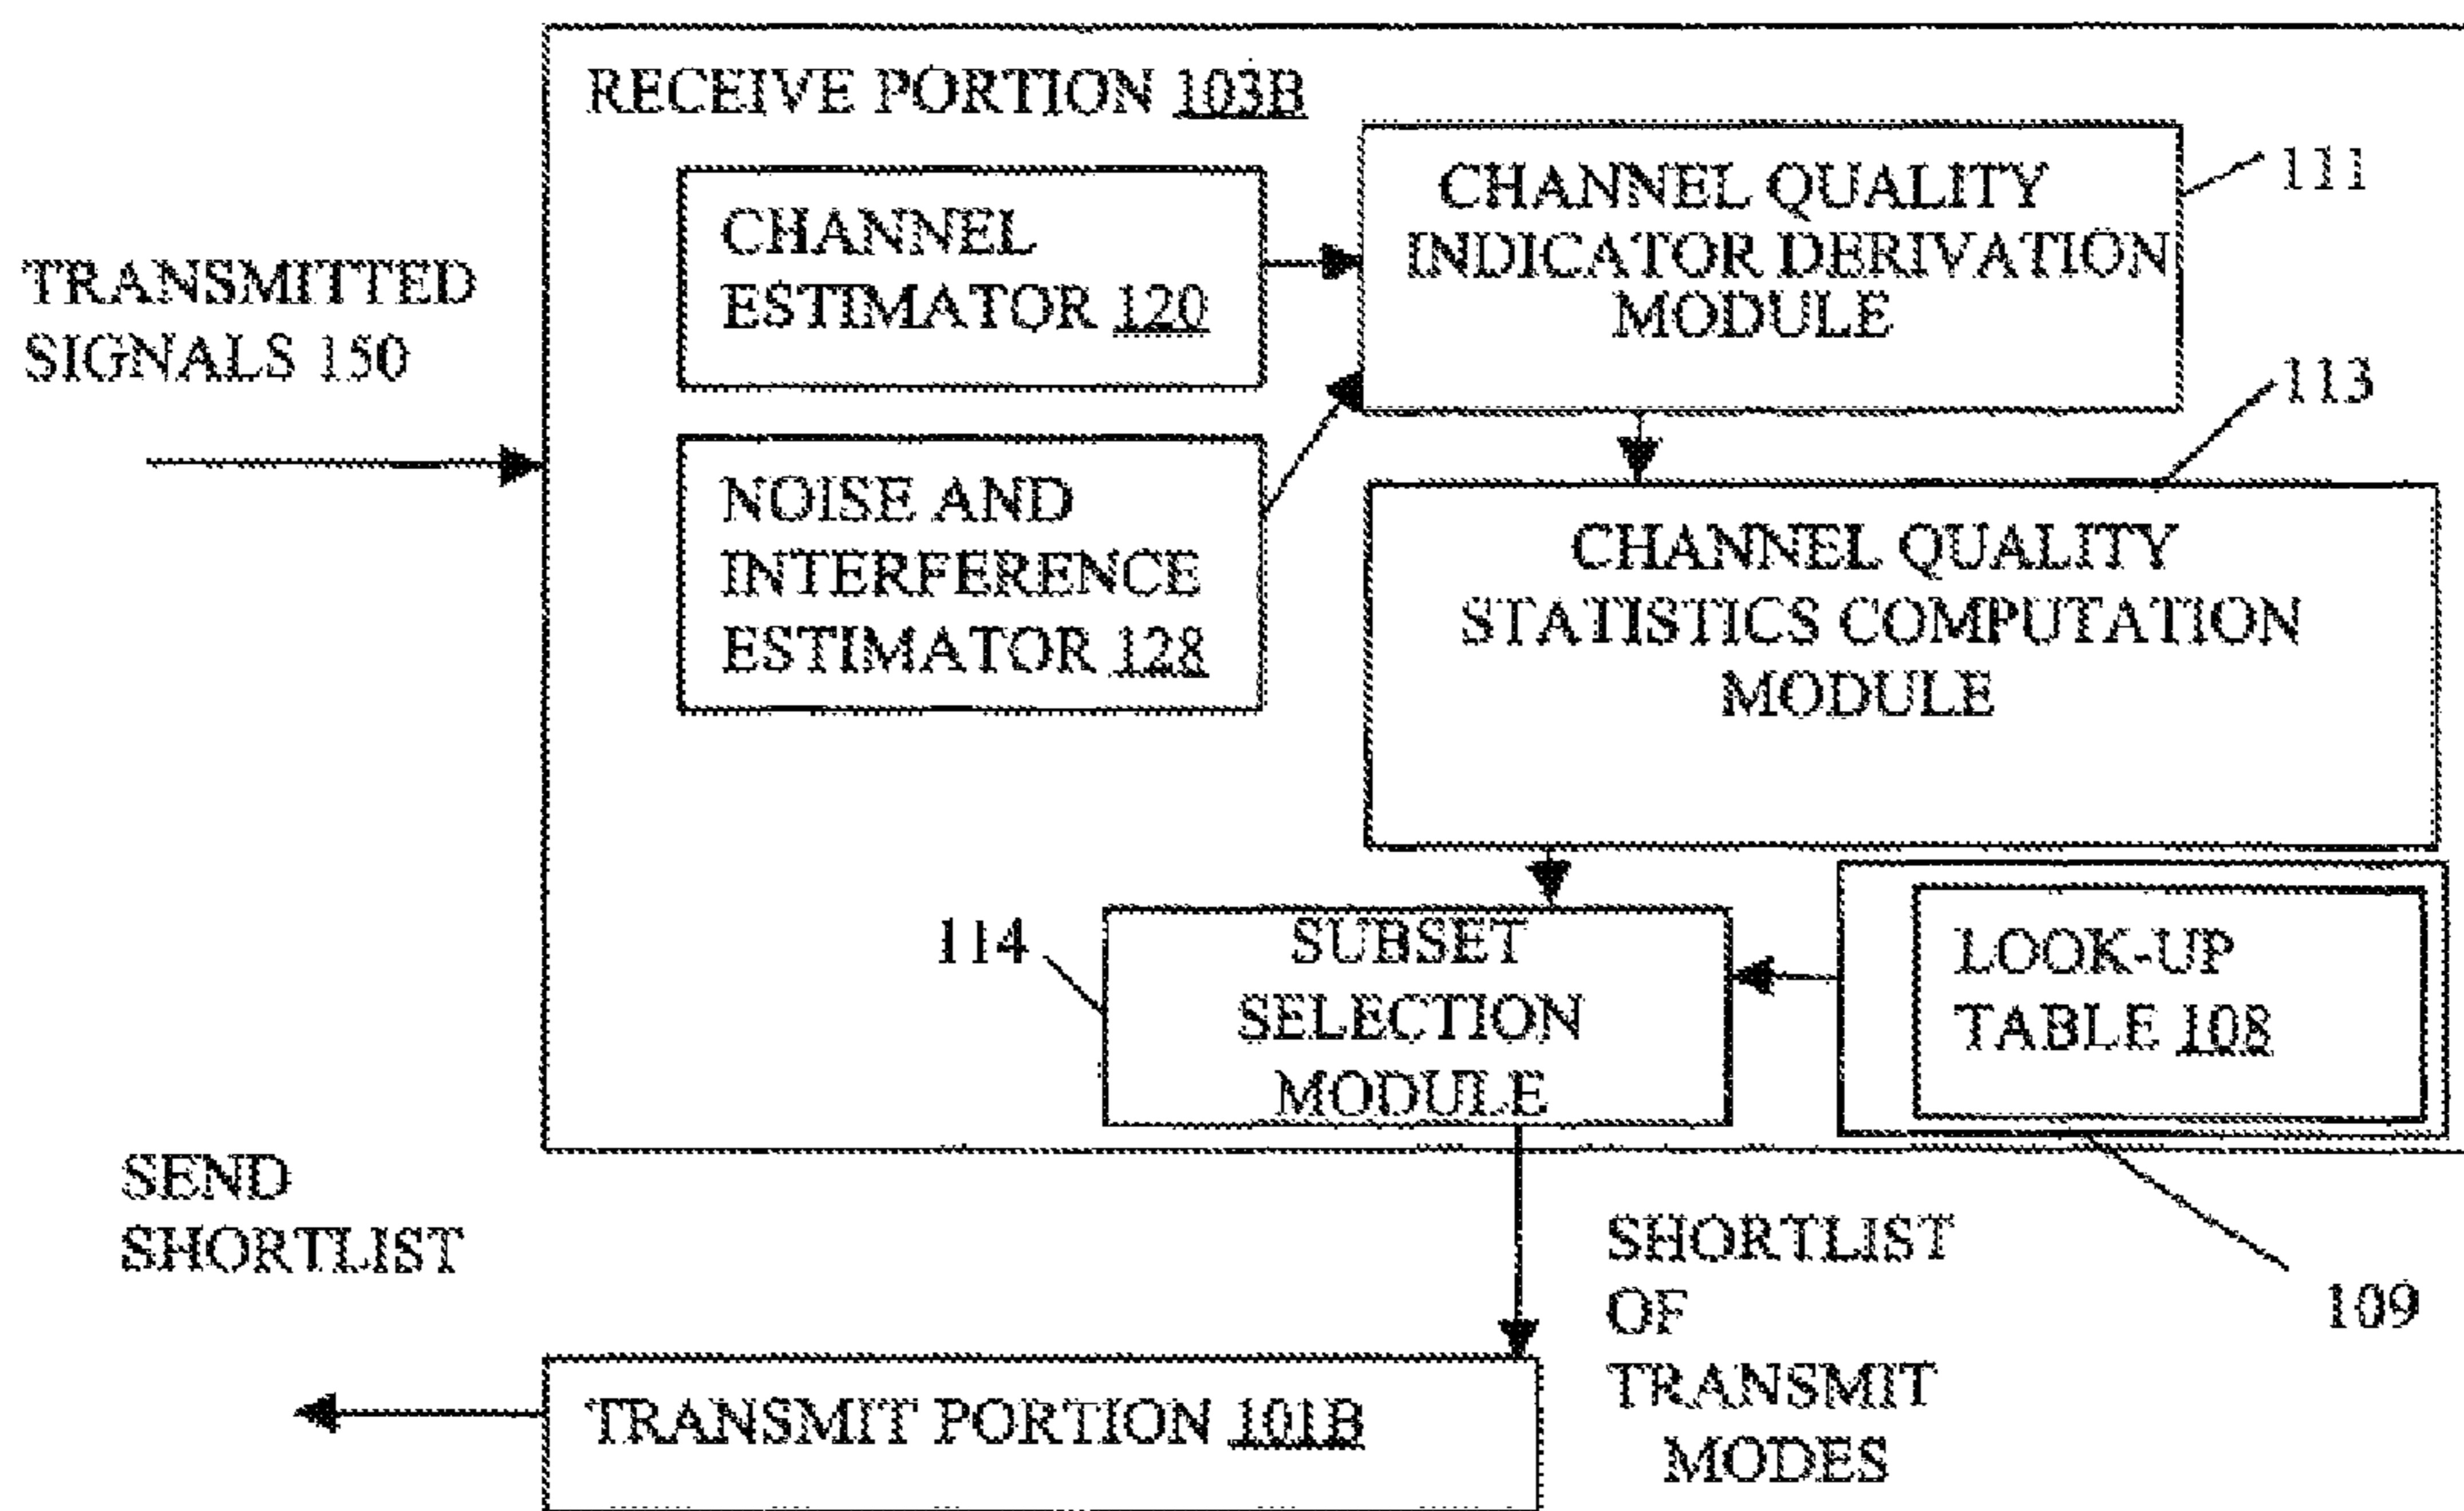 RECEIVE PORTION 103B
CHANNEL QUALITY
INDICATOR DERIVATION
MODULE
111
CHANNEL
ESTIMATOR 120
TRANSMITTED
SIGNALS 150
113
NOISE AND
INTERFERENCE
ESTIMATOR 128
CHANNEL QUALITY
STATISTICS COMPUTATION
MODULE
114
SUBSET
SELECTION
MODULE
LOOK-UP
TABLE 108
SEND
SHORTLIST
SHORTLIST
OF
TRANSMIT
MODES
109
TRANSMIT PORTION 101B